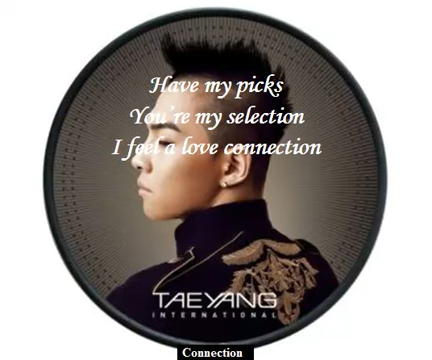 Have my picks
You're my selection
I feel a love connection
TAEYANG
INTERNATIONAL
Connection